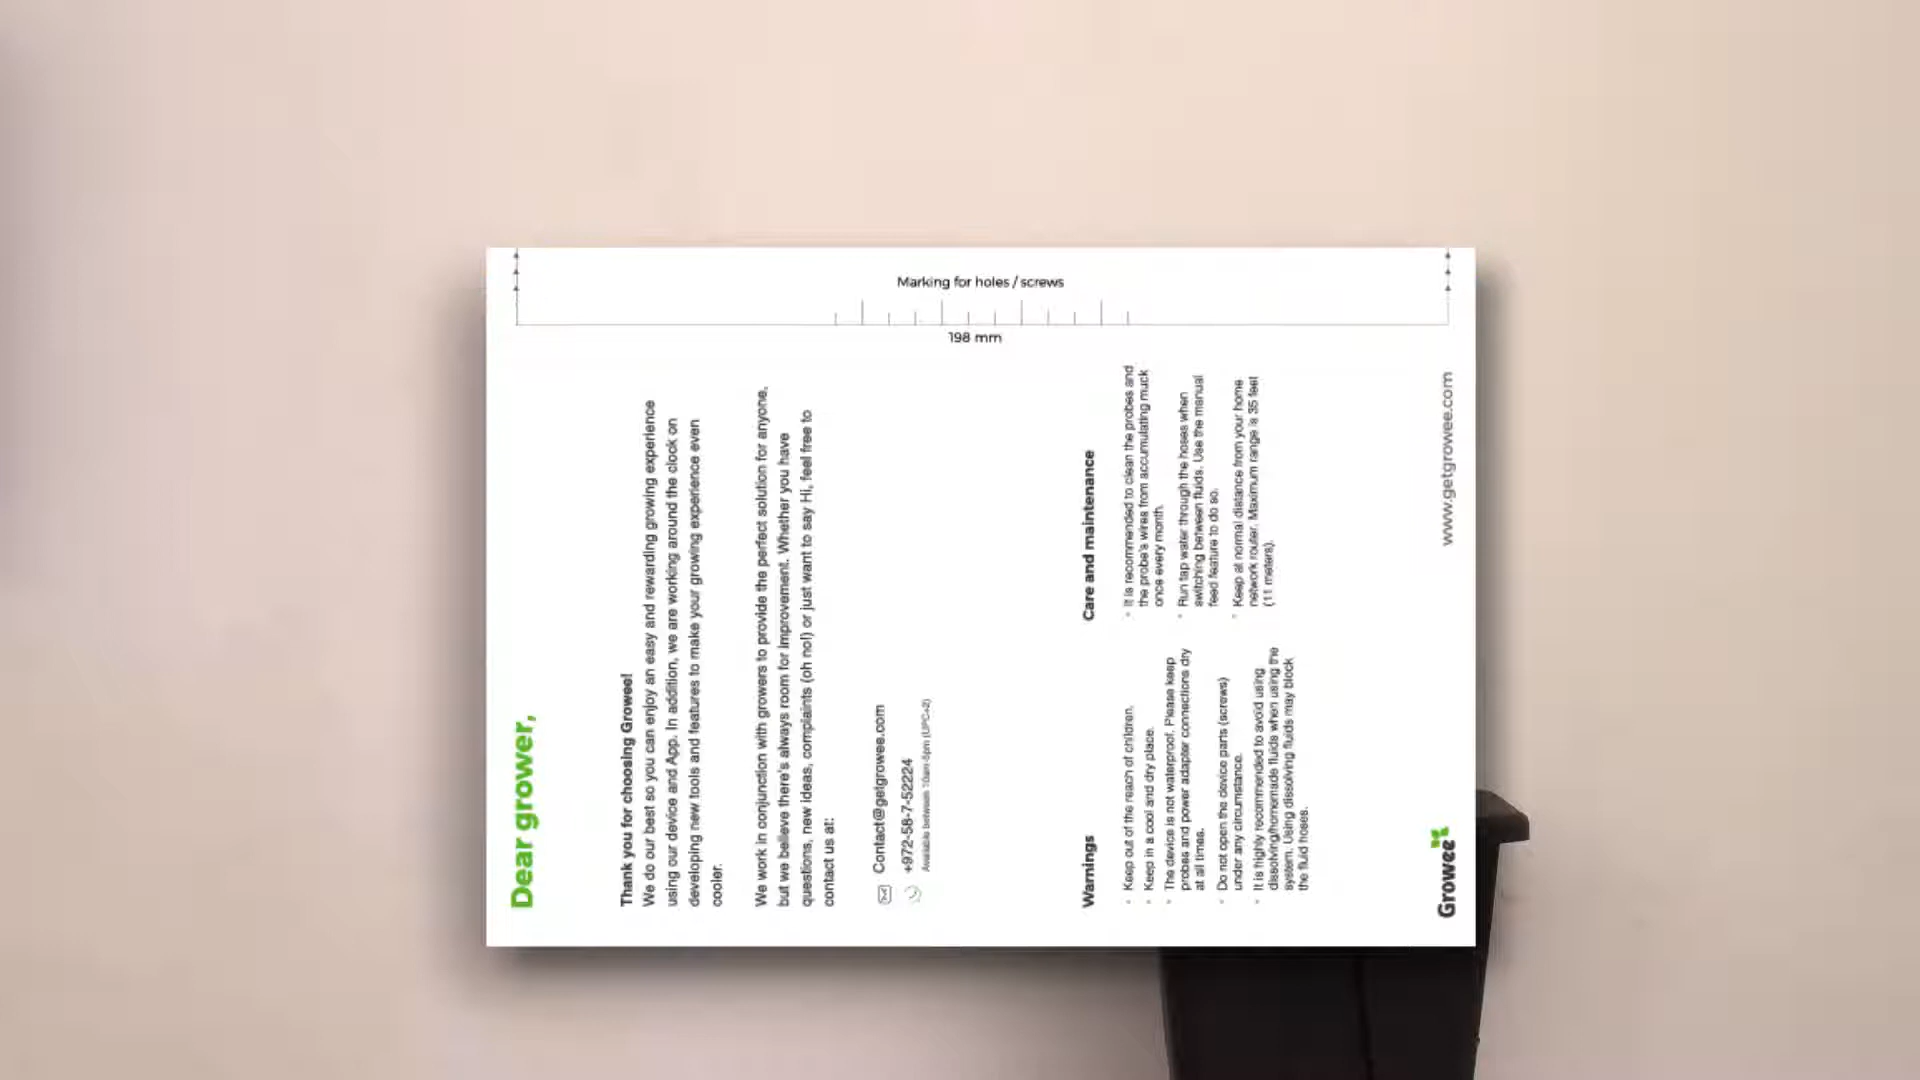 Marking for holes / screws
198 mm
Dear grower,
Thank you for choosing Growee!
We do our best so you can enjoy an easy and rewarding growing experience
using our device and App. In addition, we are working around the clock on
developing new tools and features to make your growing experience even
cooler.
We work in conjunction with growers to provide the perfect solution for anyone,
but we believe there's always room for improvement. Whether you have
questions, new ideas, complaints (oh no!) or just want to say Hi, feel free to
contact us at:
Contact@getgrowee.com
+972-58-7-52224
Available between 10am-5pm (UPC+2)
Warnings
• Keep out of the reach of children.
• Keep in a cool and dry place.
• The device is not waterproof. Please keep
probes and power adapter connections dry
at all times.
• Do not open the device parts (screws)
under any circumstance.
• It is highly recommended to avoid using
dissolving/homemade fluids when using the
system. Using dissolving fluids may block
the fluid hoses.
Care and maintenance
• It is recommended to clean the probes and
the probe's wires from accumulating muck
once every month.
• Run tap water through the hoses when
switching between fluids. Use the manual
feed feature to do so.
• Keep at normal distance from your home
network router. Maximum range is 35 feet
(11 meters).
Growee
www.getgrowee.com